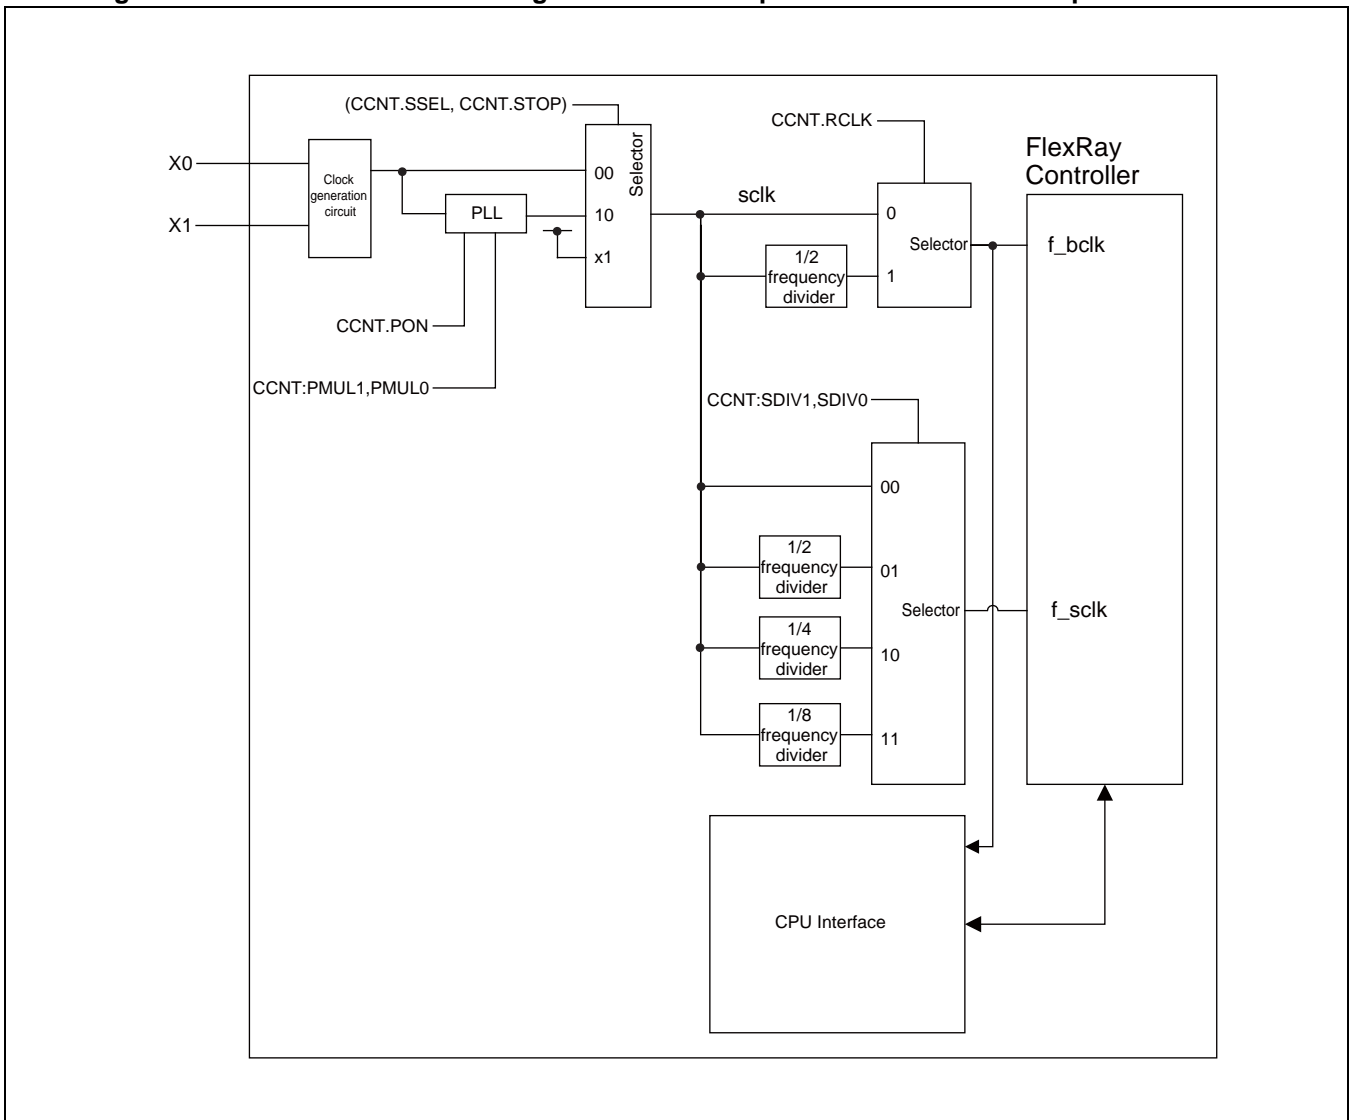 (CCNT.SSEL, CCNT.STOP)
CCNT.RCLK
X0
X1
Clock
generation
circuit
PLL
00
10
x1
Selector
CCNT.PON
CCNT:PMUL1,PMUL0
sclk
0
1
Selector
1/2
frequency
divider
FlexRay
Controller
f_bclk
CCNT:SDIV1,SDIV0
00
1/2
frequency
divider
01
Selector
f_sclk
1/4
frequency
divider
10
1/8
frequency
divider
11
CPU Interface